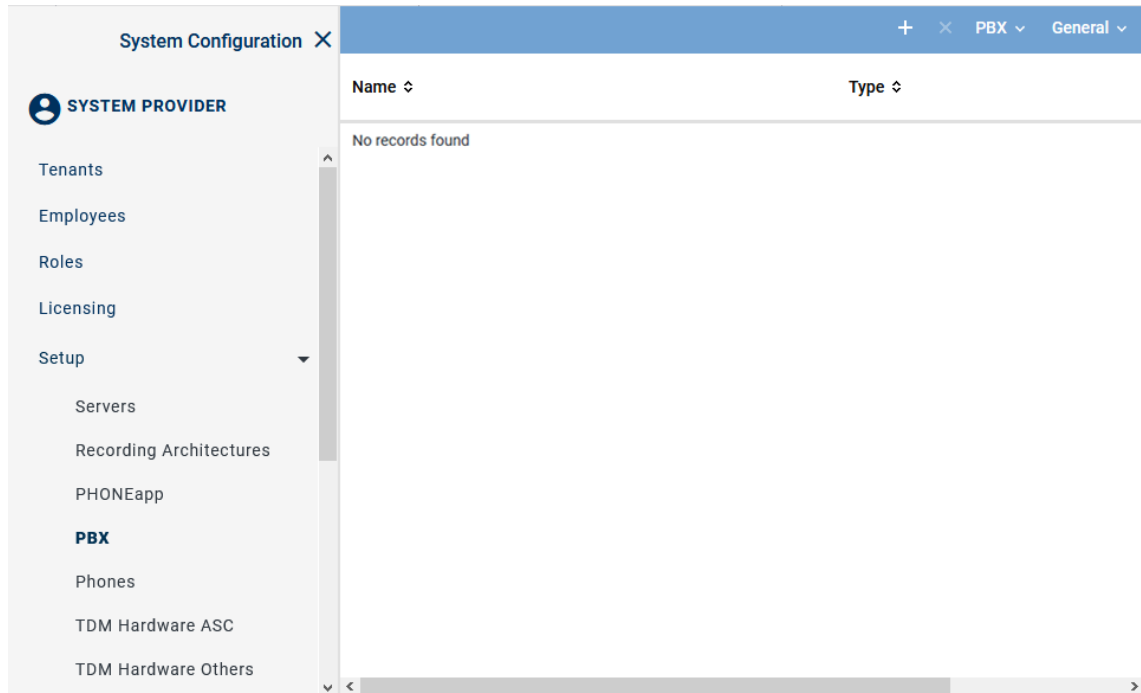 System Configuration
PBX General
SYSTEM PROVIDER
Tenants
Employees
Roles
Licensing
Setup
Servers
Recording Architectures
PHONEapp
PBX
Phones
TDM Hardware ASC
TDM Hardware Others
Name Type
No records found